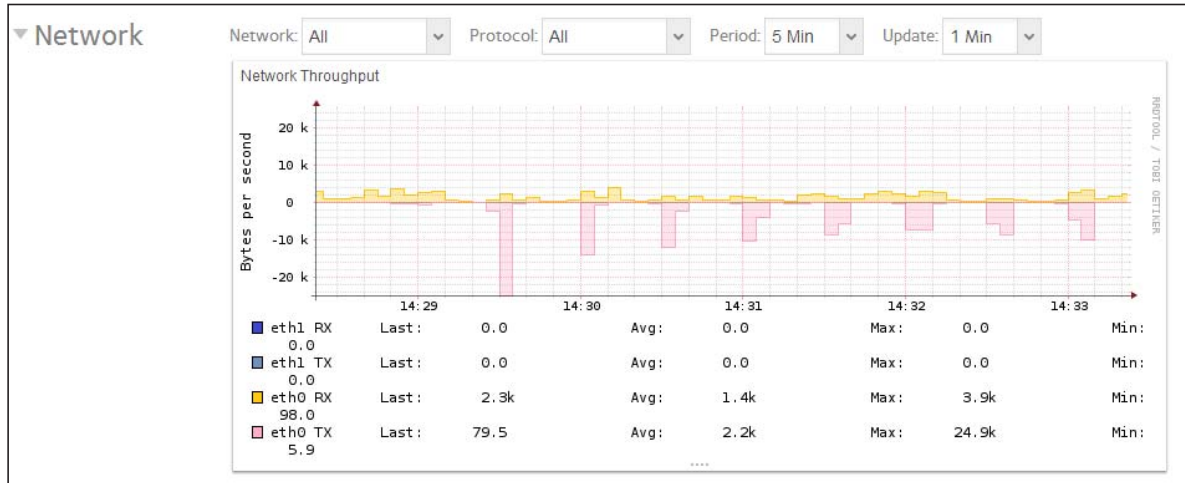 Network
Network: All Protocol: All Period: 5 Min Update: 1 Min
Network Throughput
Bytes per second
20 k
10 k
0
-10 k
-20 k
14:29 14:30 14:31 14:32 14:33
RRDTOOL / TOBI OETIKER
eth1 RX Last: 0.0 Avg: 0.0 Max: 0.0 Min:
0.0
eth1 TX Last: 0.0 Avg: 0.0 Max: 0.0 Min:
0.0
eth0 RX Last: 2.3k Avg: 1.4k Max: 3.9k Min:
98.0
eth0 TX Last: 79.5 Avg: 2.2k Max: 24.9k Min:
5.9